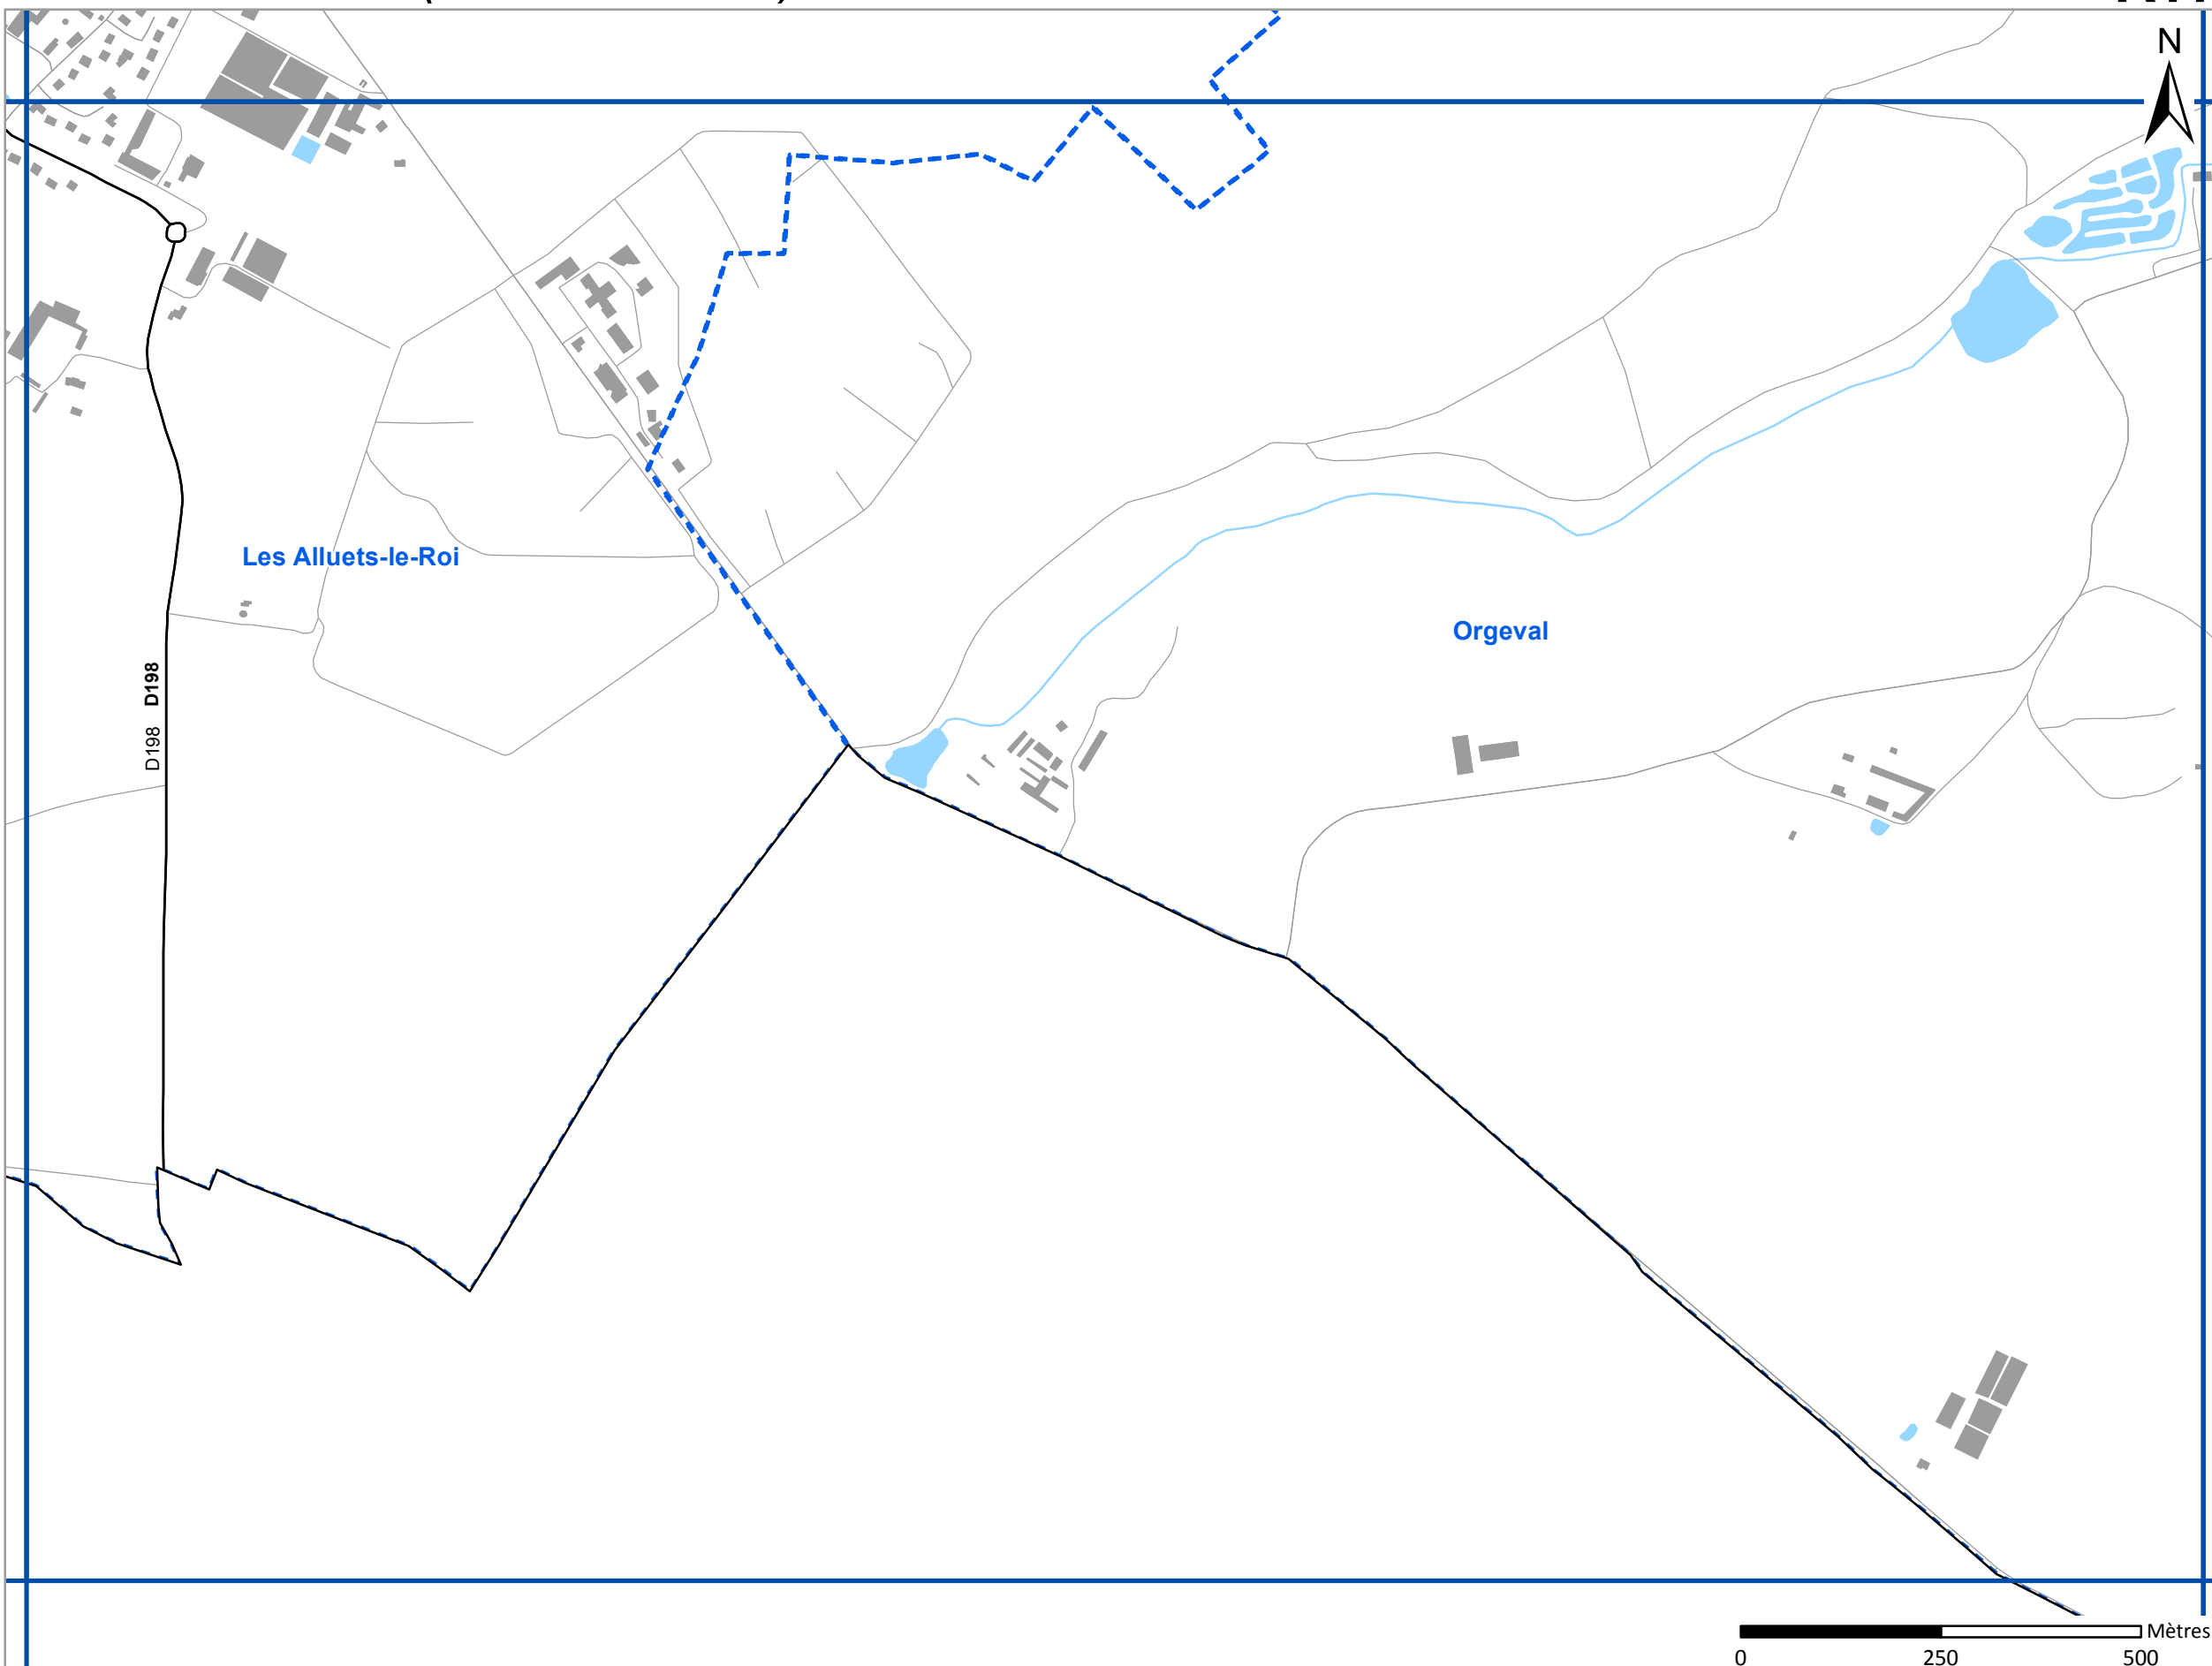 N
Les Alluets-le-Roi
Orgeval
D198
D198
Mètres
0 250 500